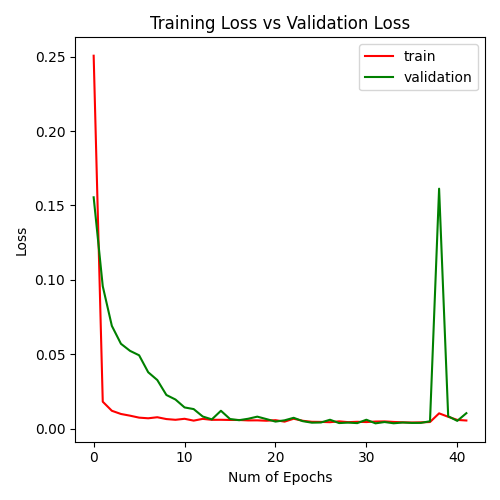 Training Loss vs Validation Loss
train
validation
0.25
0.20
0.15
0.10
0.05
0.00
Loss
0
10
20
30
40
Num of Epochs